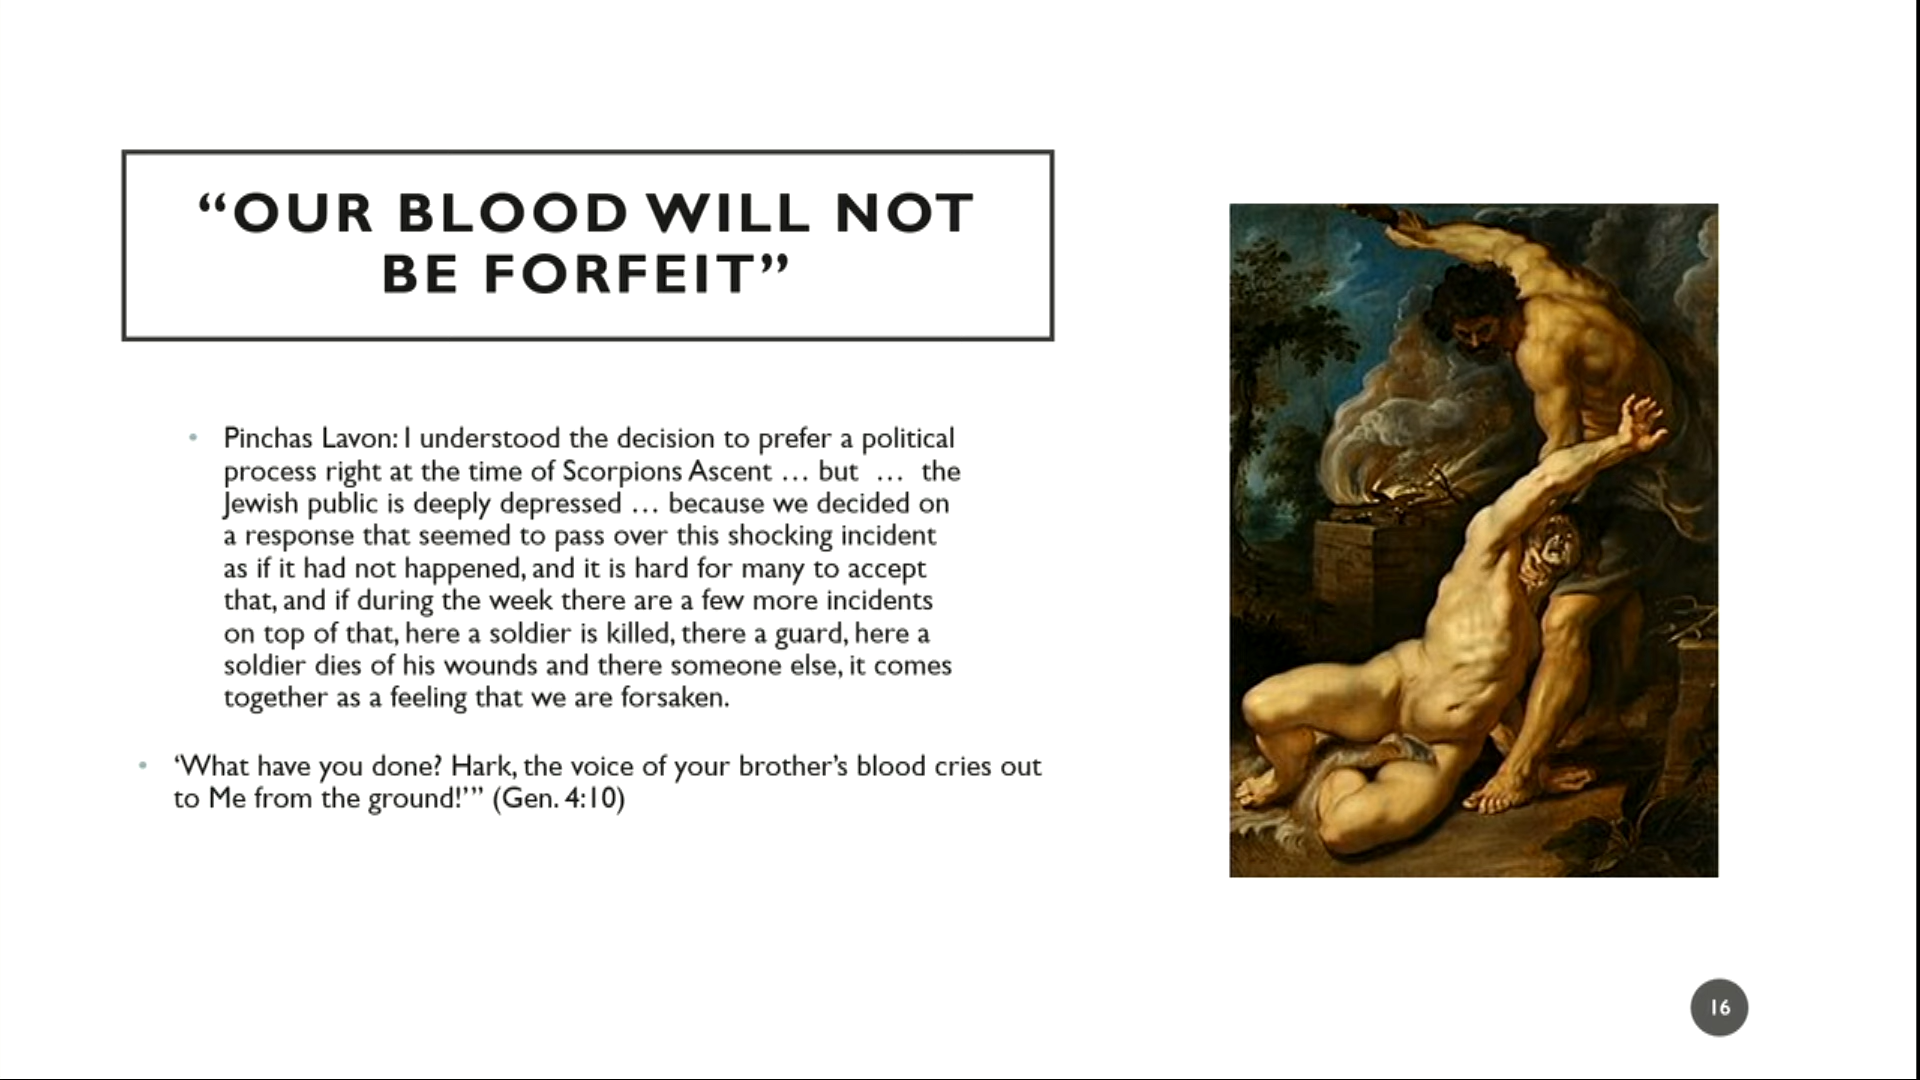 “OUR BLOOD WILL NOT
BE FORFEIT”
• Pinchas Lavon: I understood the decision to prefer a political
process right at the time of Scorpions Ascent … but … the
Jewish public is deeply depressed … because we decided on
a response that seemed to pass over this shocking incident
as if it had not happened, and it is hard for many to accept
that, and if during the week there are a few more incidents
on top of that, here a soldier is killed, there a guard, here a
soldier dies of his wounds and there someone else, it comes
together as a feeling that we are forsaken.
• ‘What have you done? Hark, the voice of your brother’s blood cries out
to Me from the ground!’” (Gen. 4:10)
16